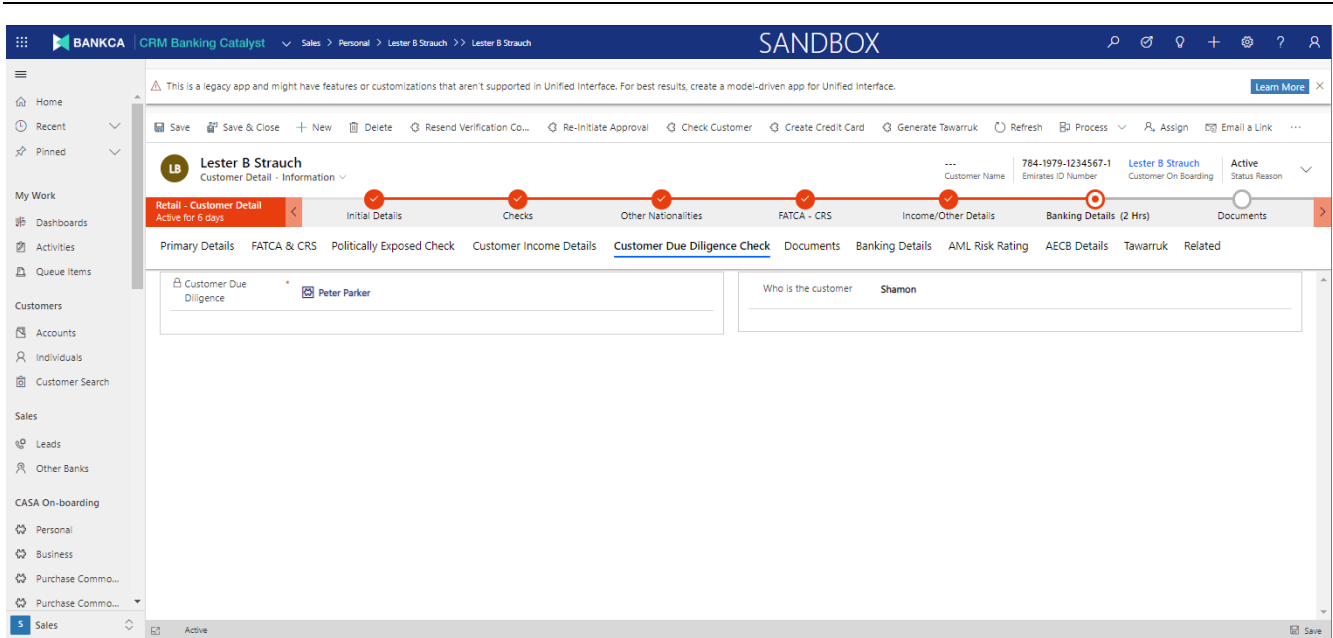 BANKCA CRM Banking Catalyst Sales > Personal > Lester B Strauch >> Lester B Strauch SANDBOX
This is a legacy app and might have features or customizations that aren't supported in Unified Interface. For best results, create a model-driven app for Unified Interface. Learn More
Home
Recent
Pinned
My Work
Dashboards
Activities
Queue Items
Customers
Accounts
Individuals
Customer Search
Sales
Leads
Other Banks
CASA On-boarding
Personal
Business
Purchase Commo...
Purchase Commo...
S Sales
Save Save & Close New Delete Resend Verification Co... Re-Initiate Approval Check Customer Create Credit Card Generate Tawarruk Refresh Process Assign Email a Link ...
LB
Lester B Strauch
Customer Detail - Information
--- 784-1979-1234567-1 Lester B Strauch Active
Customer Name Emirates ID Number Customer On Boarding Status Reason
Retail - Customer Detail
Active for 6 days
Initial Details Checks Other Nationalities FATCA - CRS Income/Other Details Banking Details (2 Hrs) Documents
Primary Details FATCA & CRS Politically Exposed Check Customer Income Details Customer Due Diligence Check Documents Banking Details AML Risk Rating AECB Details Tawarruk Related
Customer Due
Diligence
* Peter Parker
Who is the customer Shamon
Active Save